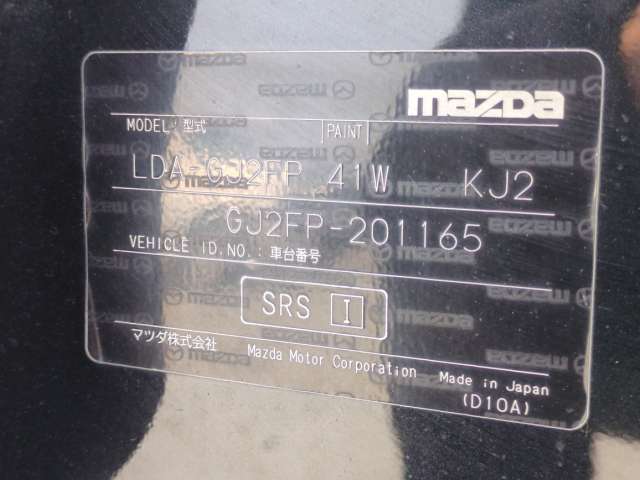 mazda
MODEL : 型式 PAINT
LDA-GJ2FP 41W KJ2
GJ2FP-201165
VEHICLE ID.NO.: 車台番号
SRS I
マツダ株式会社 Mazda Motor Corporation Made in Japan
(D10A)